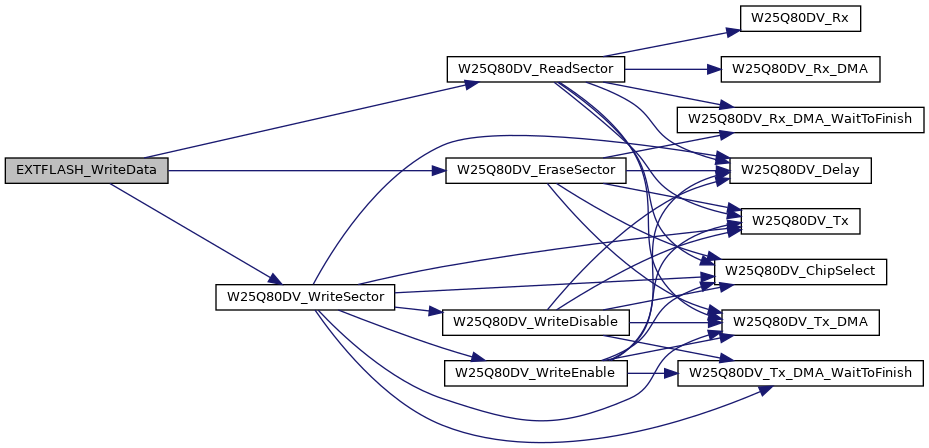 EXTFLASH_WriteData
W25Q80DV_ReadSector
W25Q80DV_EraseSector
W25Q80DV_WriteSector
W25Q80DV_WriteDisable
W25Q80DV_WriteEnable
W25Q80DV_Rx
W25Q80DV_Rx_DMA
W25Q80DV_Rx_DMA_WaitToFinish
W25Q80DV_Delay
W25Q80DV_Tx
W25Q80DV_ChipSelect
W25Q80DV_Tx_DMA
W25Q80DV_Tx_DMA_WaitToFinish